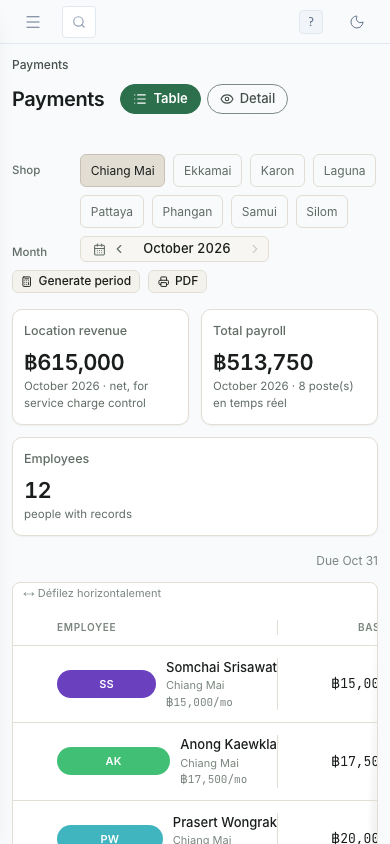 ?
Payments
Payments
Table
Detail
Shop
Chiang Mai
Ekkamai
Karon
Laguna
Pattaya
Phangan
Samui
Silom
Month
October 2026
Generate period
PDF
Location revenue
฿615,000
October 2026 · net, for
service charge control
Total payroll
฿513,750
October 2026 · 8 poste(s)
en temps réel
Employees
12
people with records
Due Oct 31
↔ Défilez horizontalement
EMPLOYEE
BAS
SS
Somchai Srisawat
Chiang Mai
฿15,000/mo
฿15,00
AK
Anong Kaewkla
Chiang Mai
฿17,500/mo
฿17,50
PW
Prasert Wongrak
Chiang Mai
฿20,00